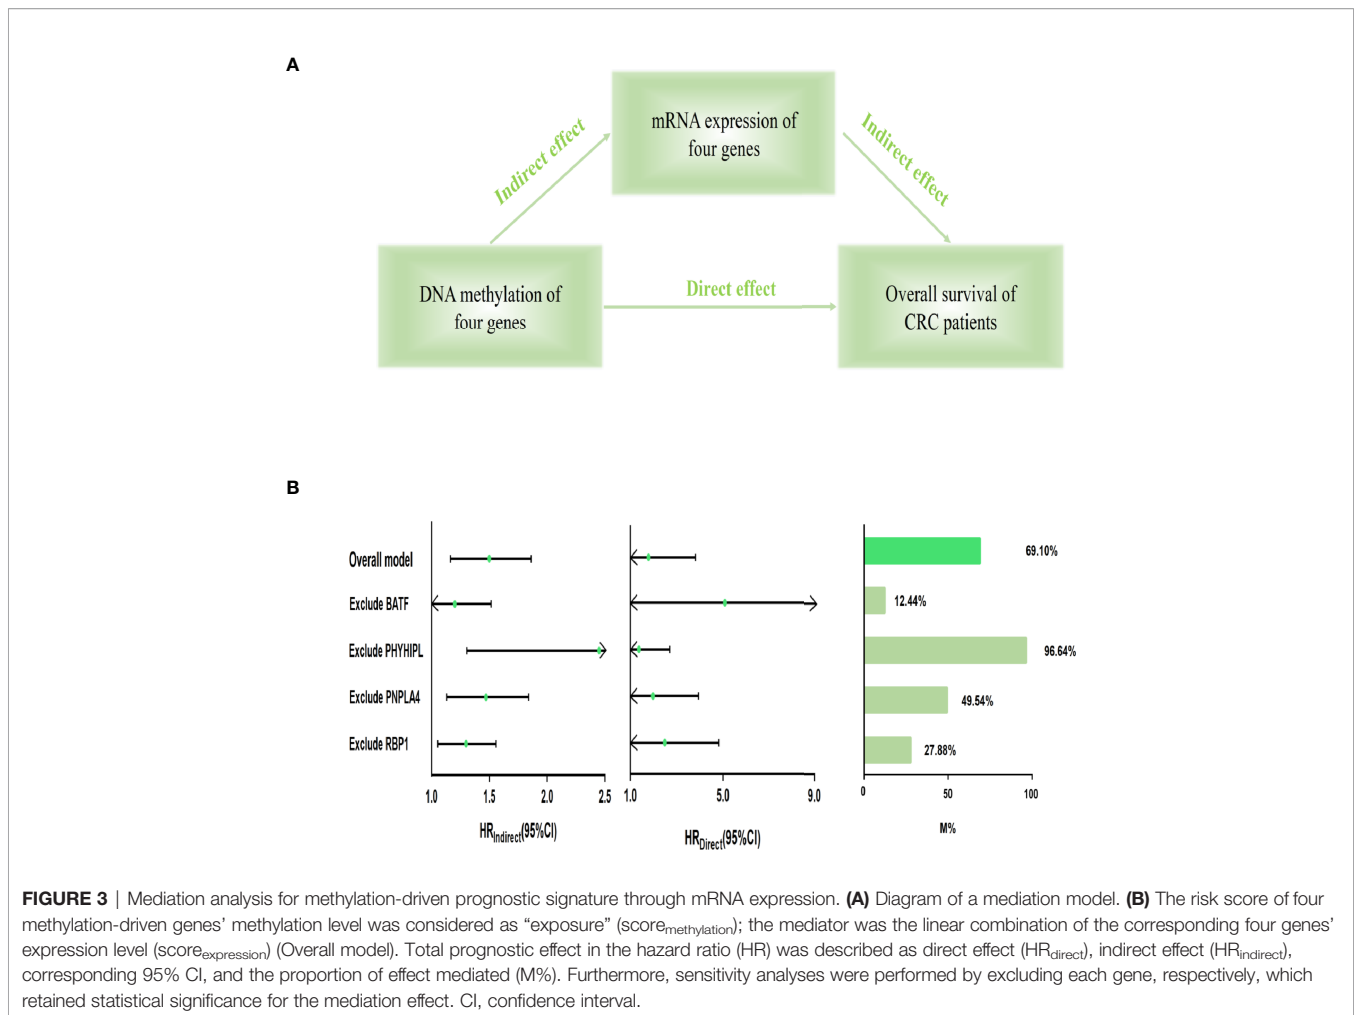 A
mRNA expression of
four genes
Indirect effect
Indirect effect
DNA methylation of
four genes
Direct effect
Overall survival of
CRC patients
B
Overall model
Exclude BATF
Exclude PHYHIPL
Exclude PNPLA4
Exclude RBP1
1.0 1.5 2.0 2.5
HRIndirect(95%CI)
1.0 5.0 9.0
HRDirect(95%CI)
69.10%
12.44%
96.64%
49.54%
27.88%
0 50 100
M%
FIGURE 3 | Mediation analysis for methylation-driven prognostic signature through mRNA expression. (A) Diagram of a mediation model. (B) The risk score of four
methylation-driven genes’ methylation level was considered as “exposure” (scoremethylation); the mediator was the linear combination of the corresponding four genes’
expression level (scoreexpression) (Overall model). Total prognostic effect in the hazard ratio (HR) was described as direct effect (HRdirect), indirect effect (HRindirect),
corresponding 95% CI, and the proportion of effect mediated (M%). Furthermore, sensitivity analyses were performed by excluding each gene, respectively, which
retained statistical significance for the mediation effect. CI, confidence interval.